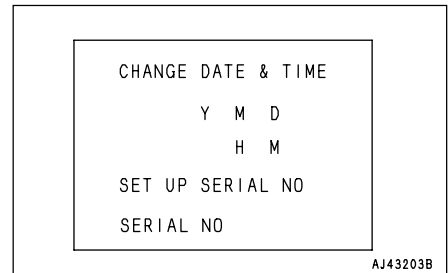 CHANGE DATE & TIME
Y M D
H M
SET UP SERIAL NO
SERIAL NO
AJ43203B